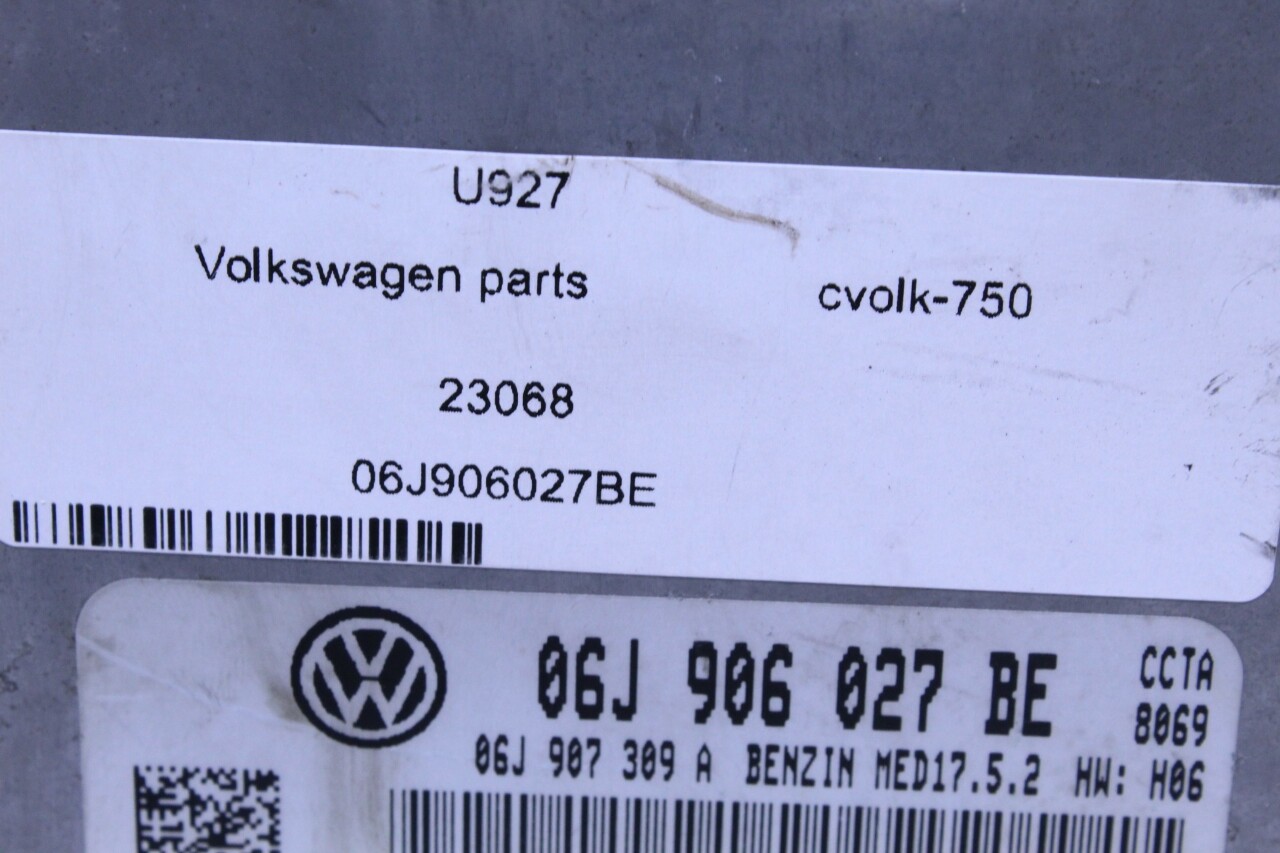 U927
Volkswagen parts cvolk-750
23068
06J906027BE
06J 906 027 BE CCTA
8069
06J 907 309 A BENZIN MED17.5.2 HW: H06